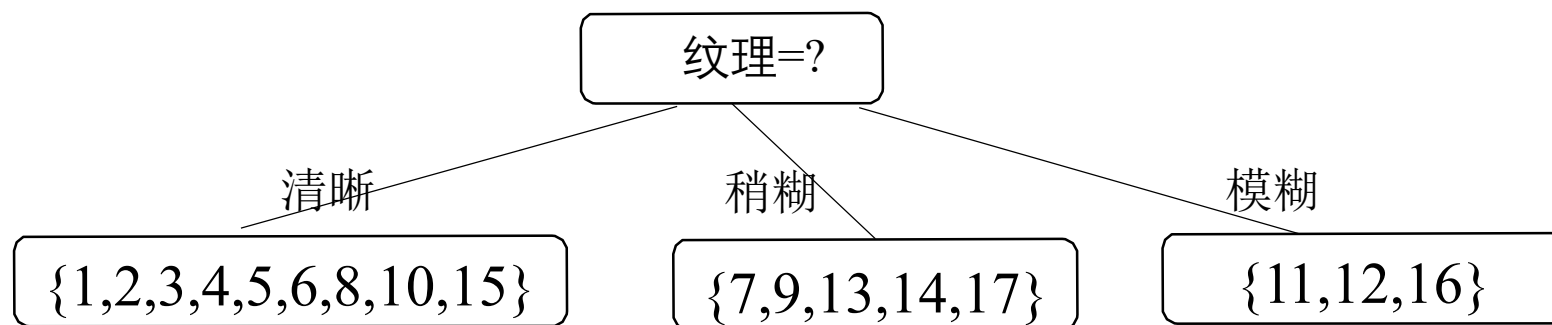 纹理=?
清晰
稍糊
模糊
{1,2,3,4,5,6,8,10,15}
{7,9,13,14,17}
{11,12,16}